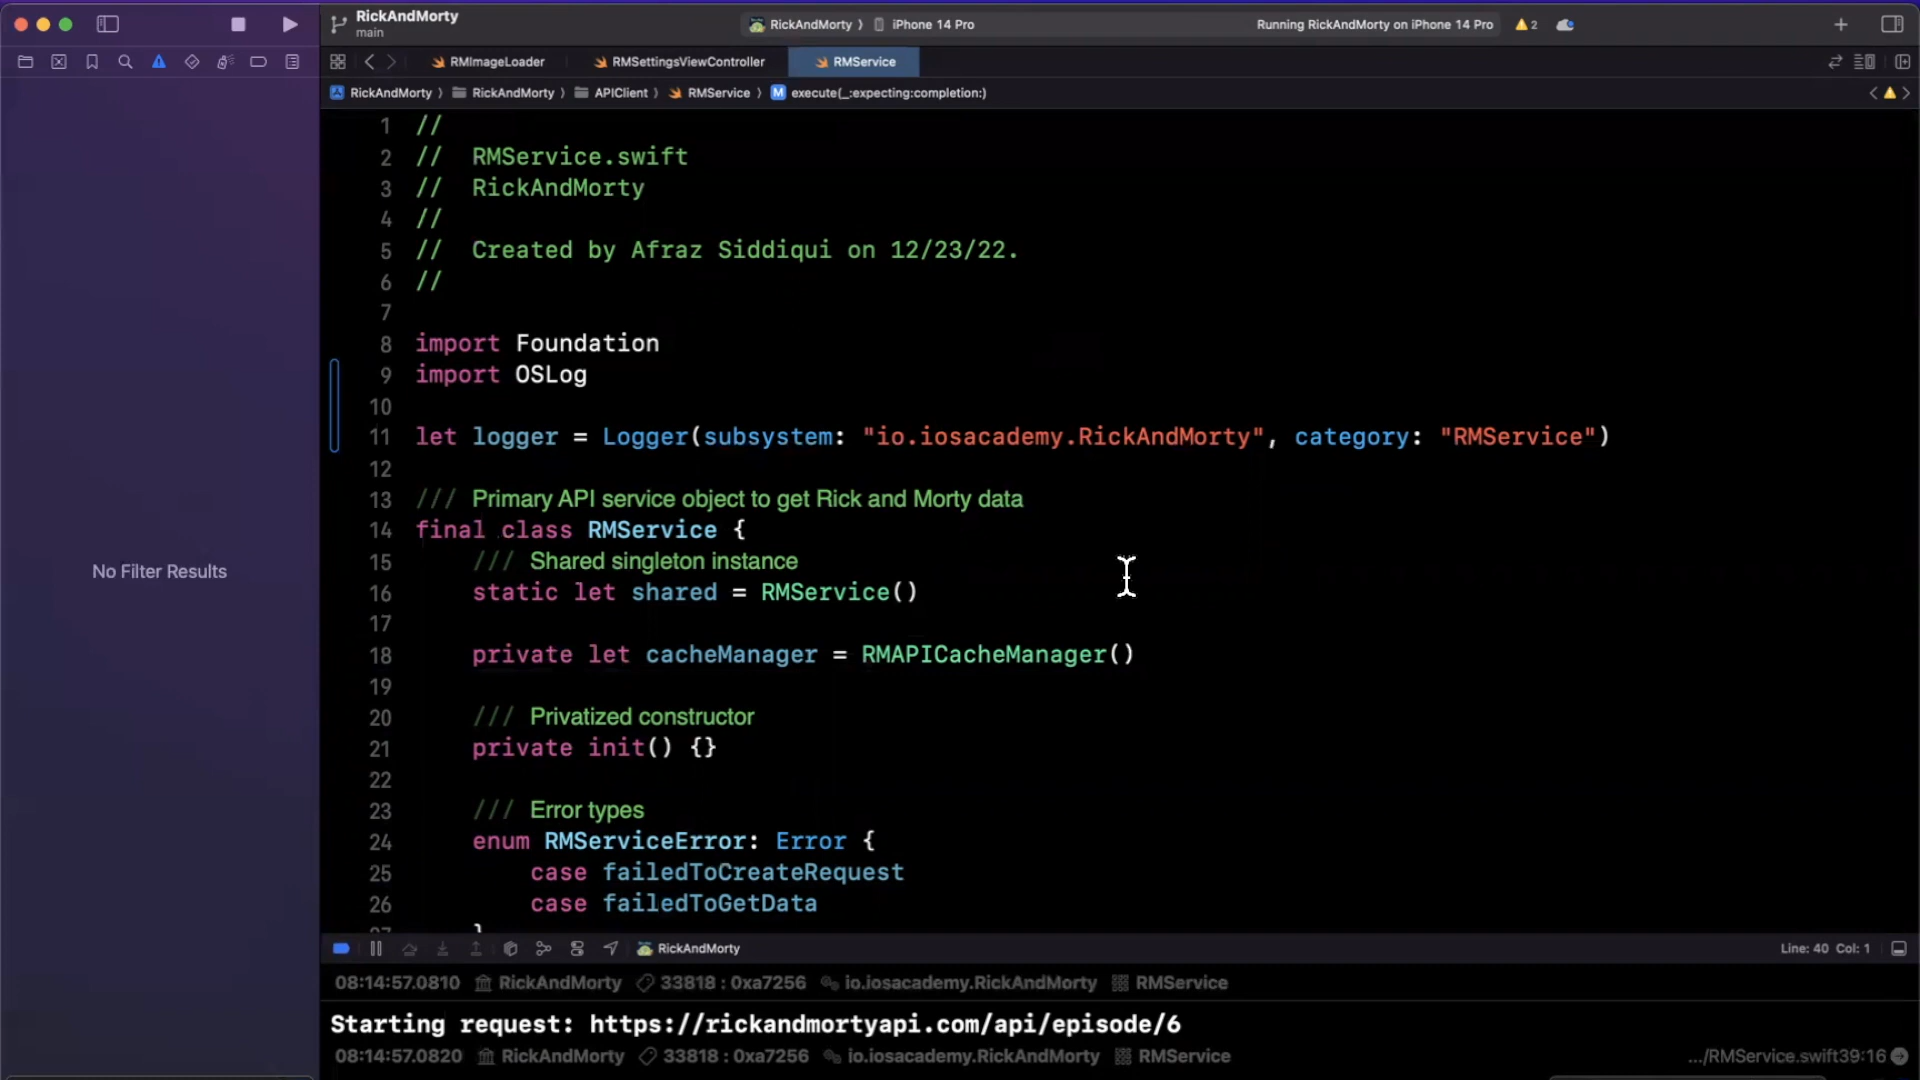 RickAndMorty
main
RickAndMorty 〉 iPhone 14 Pro
Running RickAndMorty on iPhone 14 Pro
2
RMImageLoader
RMSettingsViewController
RMService
RickAndMorty 〉 RickAndMorty 〉 APIClient 〉 RMService 〉 M execute(_:expecting:completion:)
No Filter Results
1 //
2 // RMService.swift
3 // RickAndMorty
4 //
5 // Created by Afraz Siddiqui on 12/23/22.
6 //
7
8 import Foundation
9 import OSLog
10
11 let logger = Logger(subsystem: "io.iosacademy.RickAndMorty", category: "RMService")
12
13 /// Primary API service object to get Rick and Morty data
14 final class RMService {
15 /// Shared singleton instance
16 static let shared = RMService()
17
18 private let cacheManager = RMAPICacheManager()
19
20 /// Privatized constructor
21 private init() {}
22
23 /// Error types
24 enum RMServiceError: Error {
25 case failedToCreateRequest
26 case failedToGetData
27 }
RickAndMorty
Line: 40 Col: 1
08:14:57.0810 RickAndMorty 33818 : 0xa7256 io.iosacademy.RickAndMorty RMService
Starting request: https://rickandmortyapi.com/api/episode/6
08:14:57.0820 RickAndMorty 33818 : 0xa7256 io.iosacademy.RickAndMorty RMService
.../RMService.swift39:16